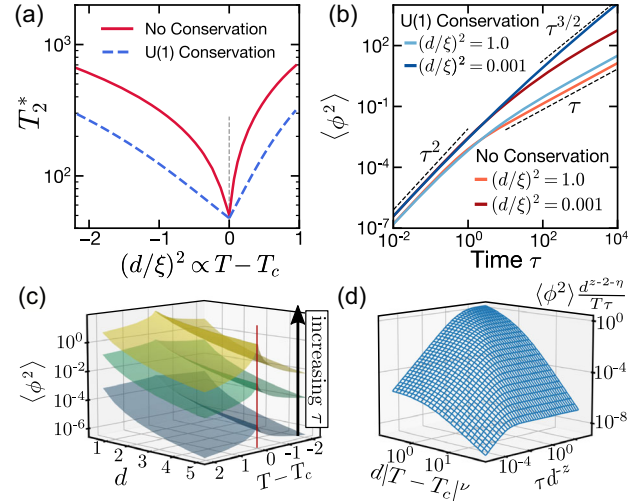 (a)
No Conservation
U(1) Conservation
10³
10²
T₂*
-2
-1
0
1
(d/ξ)² ∝ T − T_c
(b)
U(1) Conservation
(d/ξ)² = 1.0
(d/ξ)² = 0.001
τ^{3/2}
τ
τ²
No Conservation
(d/ξ)² = 1.0
(d/ξ)² = 0.001
10²
10⁻¹
10⁻⁴
10⁻⁷
⟨ϕ²⟩
10⁻²
10⁰
10²
10⁴
Time τ
(c)
increasing τ
10⁰
10⁻²
10⁻⁴
10⁻⁶
⟨ϕ²⟩
1
2
3
4
5
d
2
1
0
-1
-2
T − T_c
(d)
⟨ϕ²⟩ d^{z-2-η}/Tτ
10⁰
10⁻⁴
10⁻⁸
10⁰
10¹
d|T − T_c|^ν
10⁻⁴
10⁰
τd^{-z}